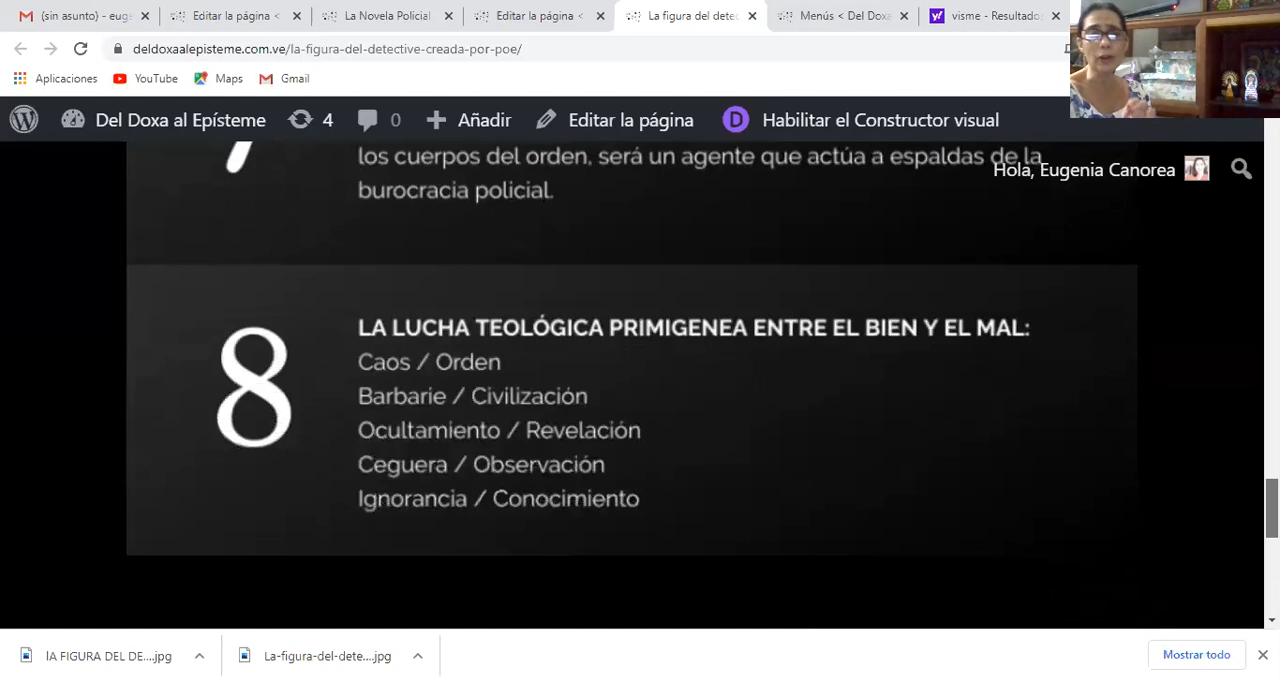 (sin asunto) - eug
Editar la página <
La Novela Policial
Editar la página <
La figura del dete
Menús < Del Doxa
visme - Resultados
deldoxaalepisteme.com.ve/la-figura-del-detective-creada-por-poe/
Aplicaciones
YouTube
Maps
Gmail
Del Doxa al Epísteme
4
0
Añadir
Editar la página
D
Habilitar el Constructor visual
Hola, Eugenia Canorea
7
los cuerpos del orden, será un agente que actúa a espaldas de la
burocracia policial.
8
LA LUCHA TEOLÓGICA PRIMIGENEA ENTRE EL BIEN Y EL MAL:
Caos / Orden
Barbarie / Civilización
Ocultamiento / Revelación
Ceguera / Observación
Ignorancia / Conocimiento
lA FIGURA DEL DE....jpg
La-figura-del-dete....jpg
Mostrar todo